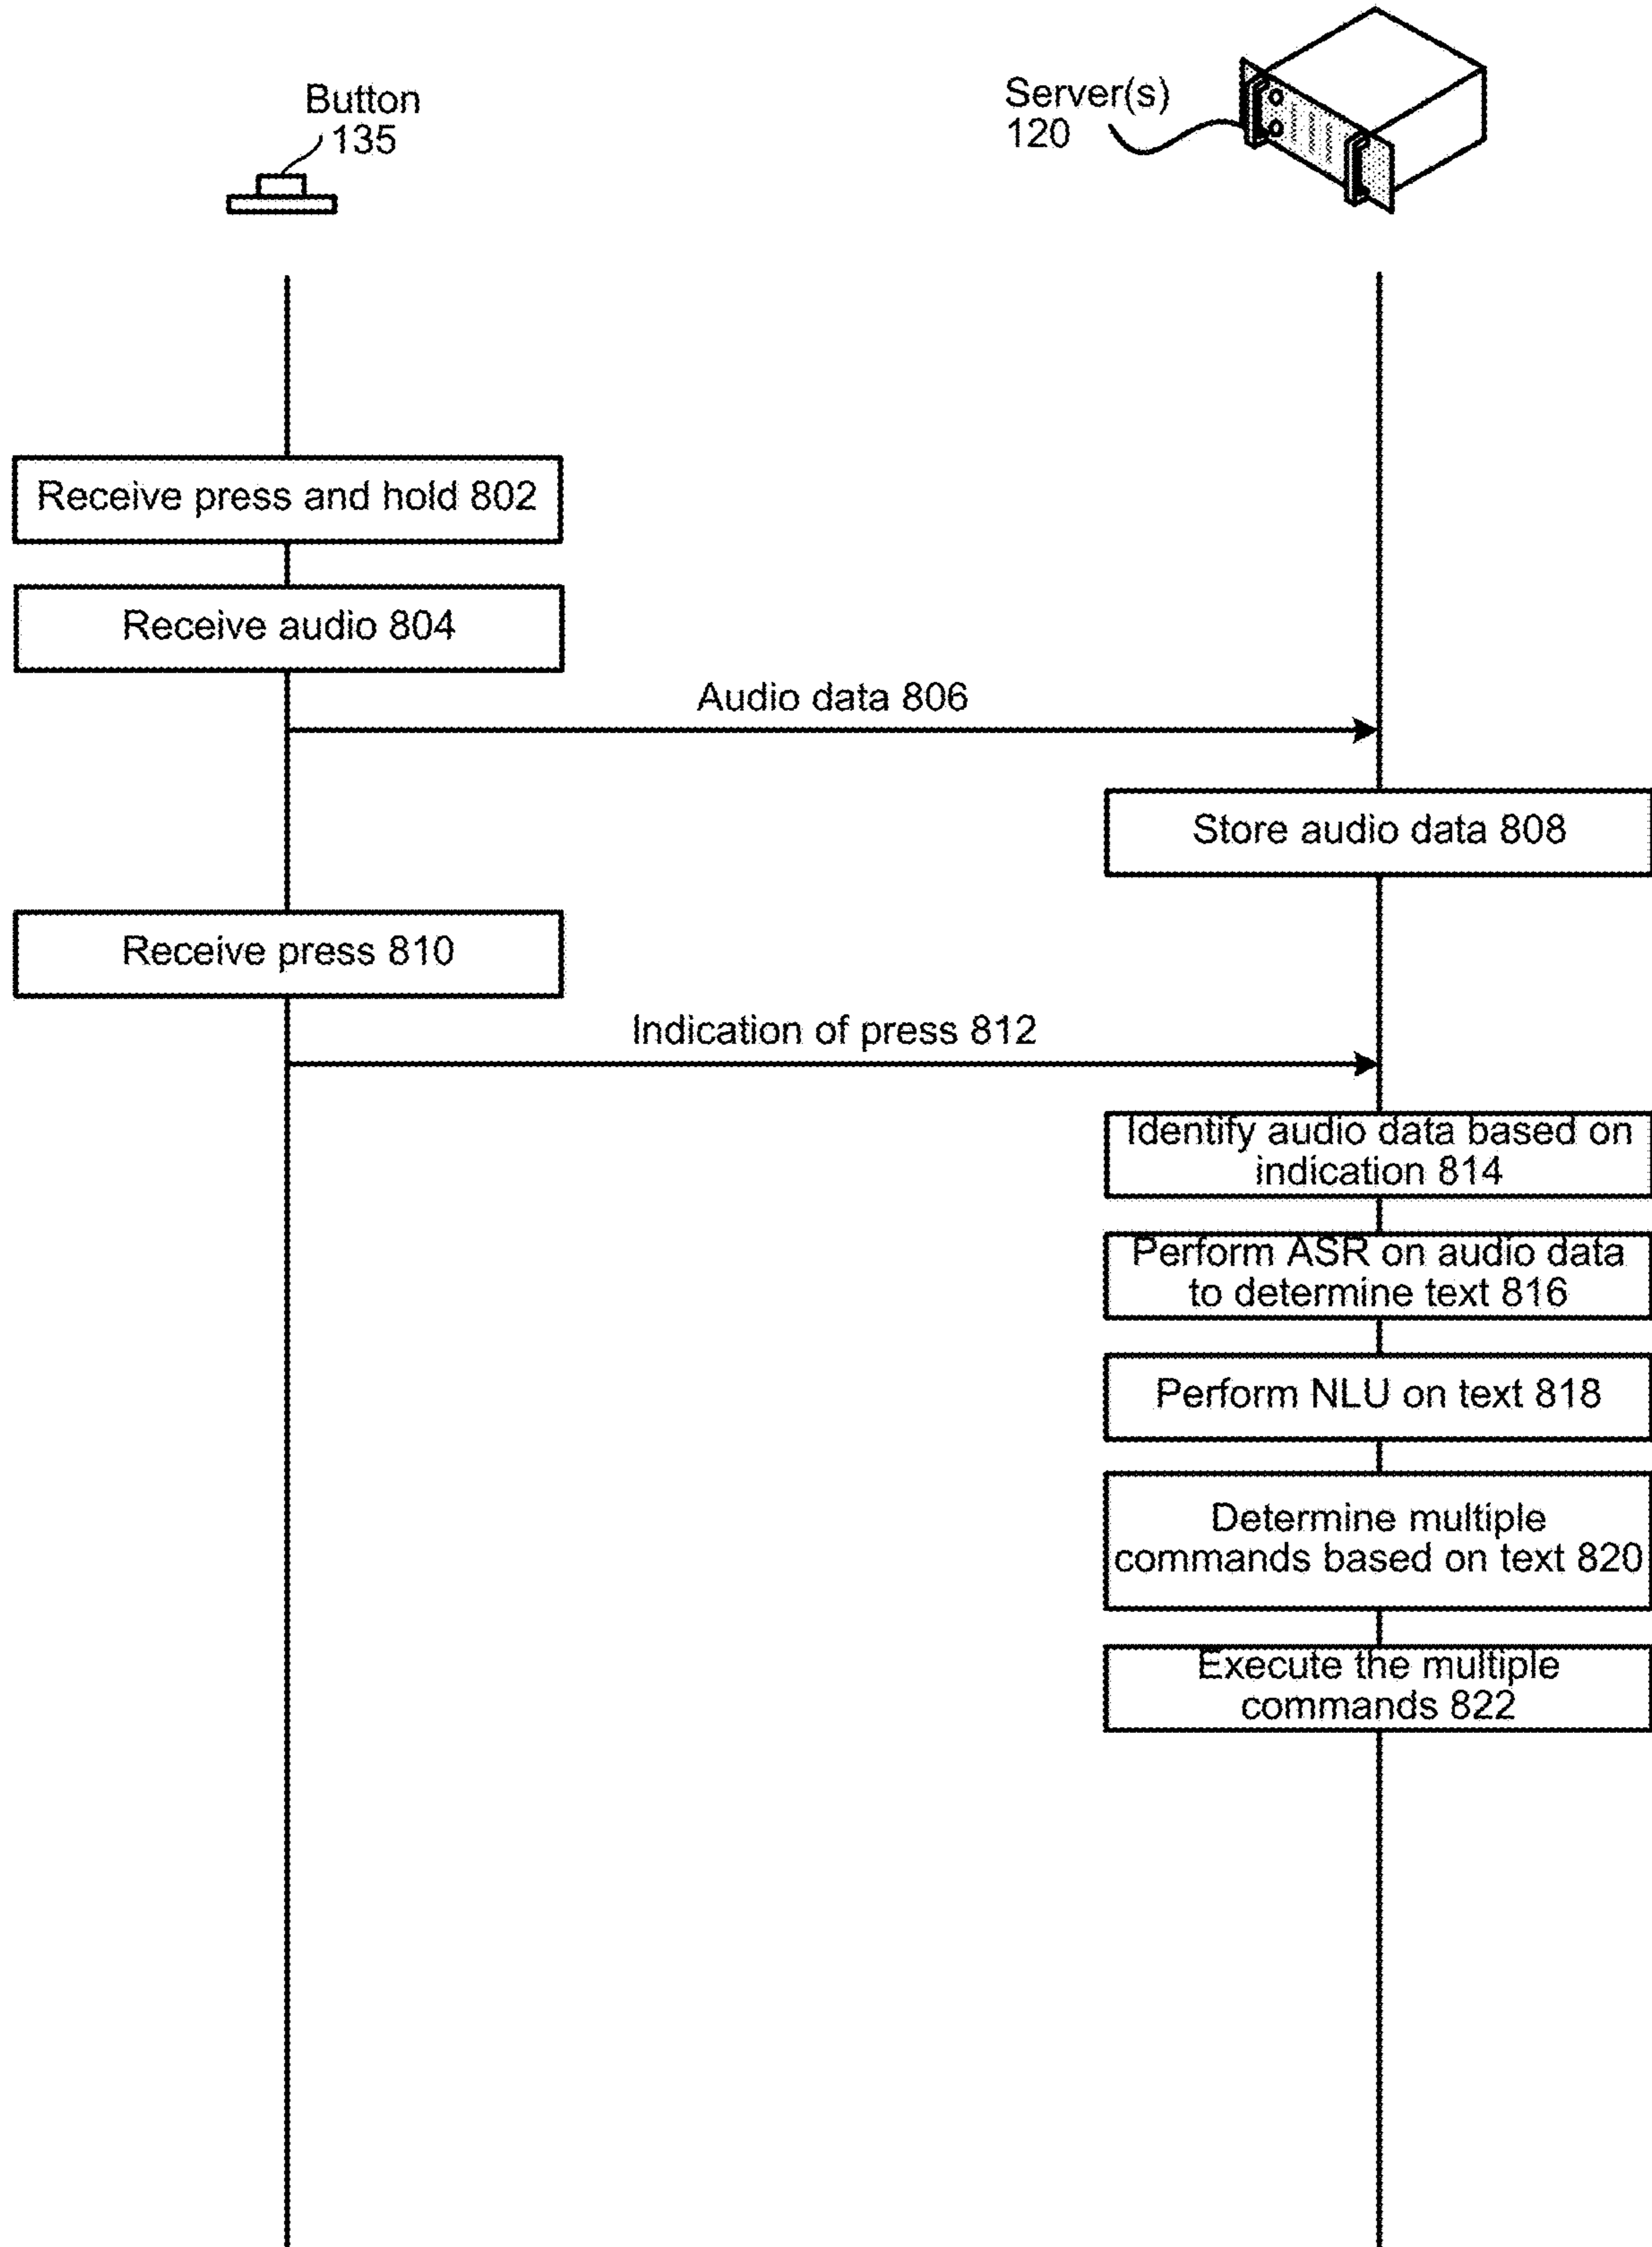 Button
135
Server(s)
120
Receive press and hold 802
Receive audio 804
Audio data 806
Store audio data 808
Receive press 810
Indication of press 812
Identify audio data based on
indication 814
Perform ASR on audio data
to determine text 816
Perform NLU on text 818
Determine multiple
commands based on text 820
Execute the multiple
commands 822